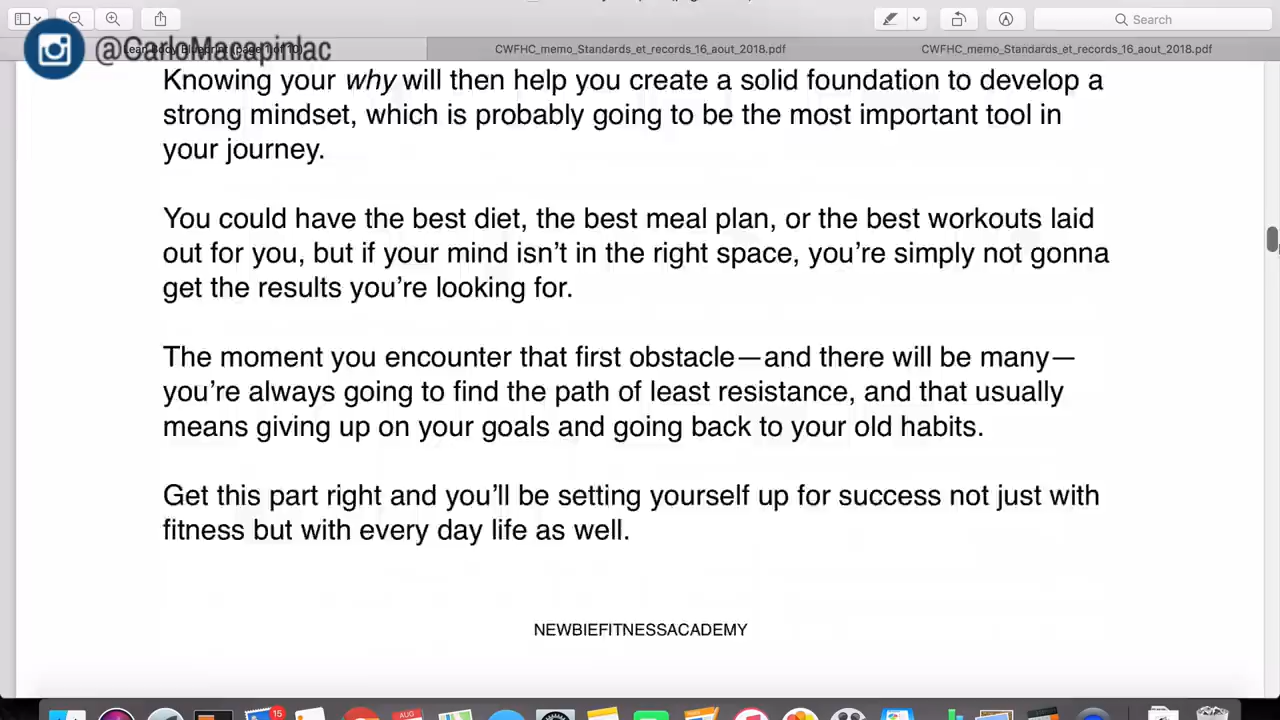 Search
@CarloMacapinlac
CWFHC_memo_Standards_et_records_16_aout_2018.pdf
CWFHC_memo_Standards_et_records_16_aout_2018.pdf
Knowing your why will then help you create a solid foundation to develop a
strong mindset, which is probably going to be the most important tool in
your journey.
You could have the best diet, the best meal plan, or the best workouts laid
out for you, but if your mind isn’t in the right space, you’re simply not gonna
get the results you’re looking for.
The moment you encounter that first obstacle—and there will be many—
you’re always going to find the path of least resistance, and that usually
means giving up on your goals and going back to your old habits.
Get this part right and you’ll be setting yourself up for success not just with
fitness but with every day life as well.
NEWBIEFITNESSACADEMY
15
AUG